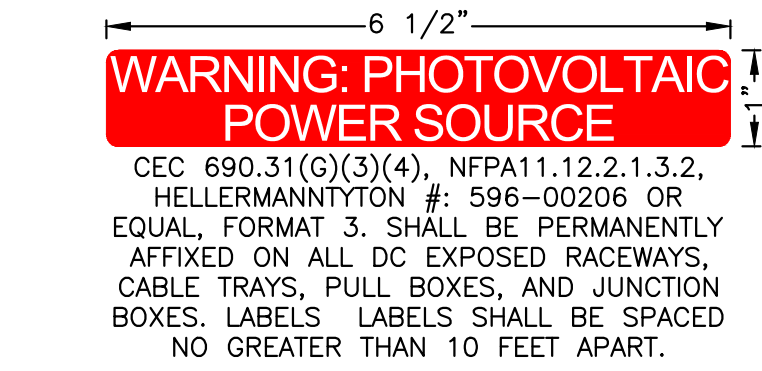 6 1/2"
WARNING: PHOTOVOLTAIC
POWER SOURCE
1"
CEC 690.31(G)(3)(4), NFPA11.12.2.1.3.2,
HELLERMANNTYTON #: 596-00206 OR
EQUAL, FORMAT 3. SHALL BE PERMANENTLY
AFFIXED ON ALL DC EXPOSED RACEWAYS,
CABLE TRAYS, PULL BOXES, AND JUNCTION
BOXES. LABELS LABELS SHALL BE SPACED
NO GREATER THAN 10 FEET APART.